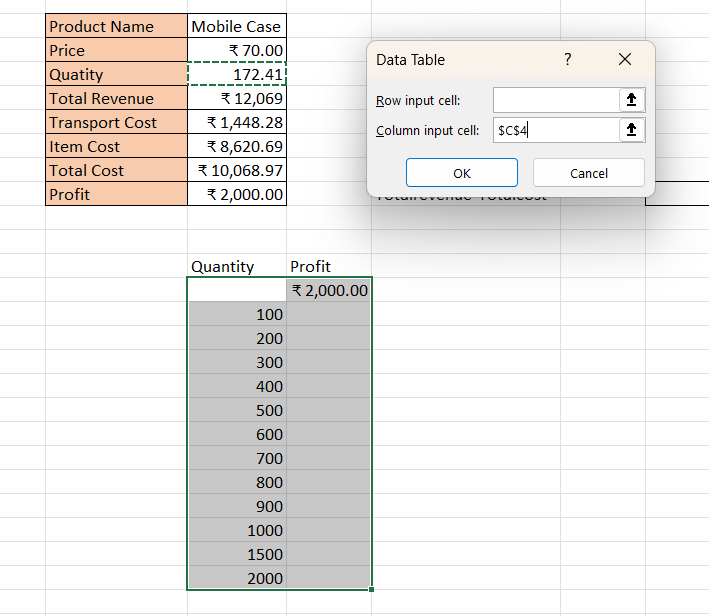 Product Name Mobile Case
Price ₹ 70.00
Quatity 172.41
Total Revenue ₹ 12,069
Transport Cost ₹ 1,448.28
Item Cost ₹ 8,620.69
Total Cost ₹ 10,068.97
Profit ₹ 2,000.00
Data Table ?
Row input cell:
Column input cell: $C$4
OK Cancel
Quantity Profit
₹ 2,000.00
100
200
300
400
500
600
700
800
900
1000
1500
2000